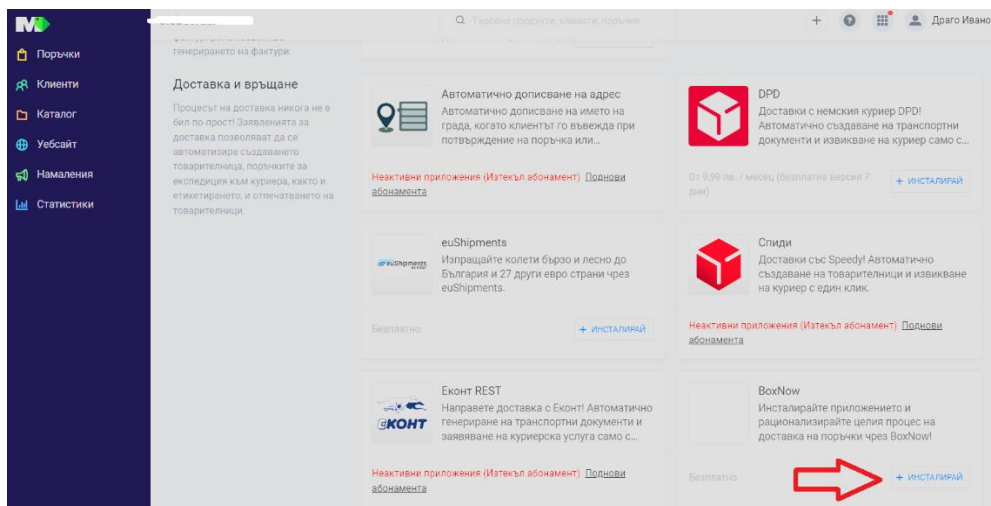 Търсене продукти, клиенти, поръчки
Драго Ивано
Поръчки
Клиенти
Каталог
Уебсайт
Намаления
Статистики
генерирането на фактури.
Доставка и връщане
Процесът на доставка никога не е
бил по-прост! Заявленията за
доставка позволяват да се
автоматизира създаването
товарителница, поръчките за
експедиция към куриера, както и
етикетирането, и отпечатването на
товарителници.
Автоматично дописване на адрес
Автоматично дописване на името на
града, когато клиентът го въвежда при
потвърждение на поръчка или...
Неактивни приложения (Изтекъл абонамент) Поднови
абонамента
DPD
Доставки с немския куриер DPD!
Автоматично създаване на транспортни
документи и извикване на куриер само с...
От 9,99 лв. / месец (безплатна версия 7
дни)
+ ИНСТАЛИРАЙ
euShipments
euShipments
Изпращайте колети бързо и лесно до
България и 27 други евро страни чрез
euShipments.
Безплатно
+ ИНСТАЛИРАЙ
Спиди
Доставки със Speedy! Автоматично
създаване на товарителници и извикване
на куриер с един клик.
Неактивни приложения (Изтекъл абонамент) Поднови
абонамента
ЕКОНТ
Еконт REST
Направете доставка с Еконт! Автоматично
генериране на транспортни документи и
заявяване на куриерска услуга само с...
Неактивни приложения (Изтекъл абонамент) Поднови
абонамента
BoxNow
Инсталирайте приложението и
рационализирайте целия процес на
доставка на поръчки чрез BoxNow!
Безплатно
+ ИНСТАЛИРАЙ